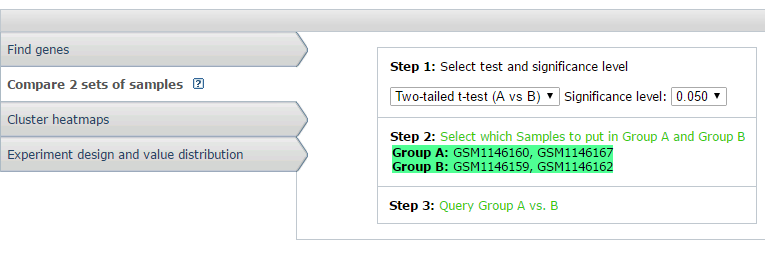 Find genes
Compare 2 sets of samples ?
Cluster heatmaps
Experiment design and value distribution
Step 1: Select test and significance level
Two-tailed t-test (A vs B) ▼ Significance level: 0.050 ▼
Step 2: Select which Samples to put in Group A and Group B
Group A: GSM1146160, GSM1146167
Group B: GSM1146159, GSM1146162
Step 3: Query Group A vs. B